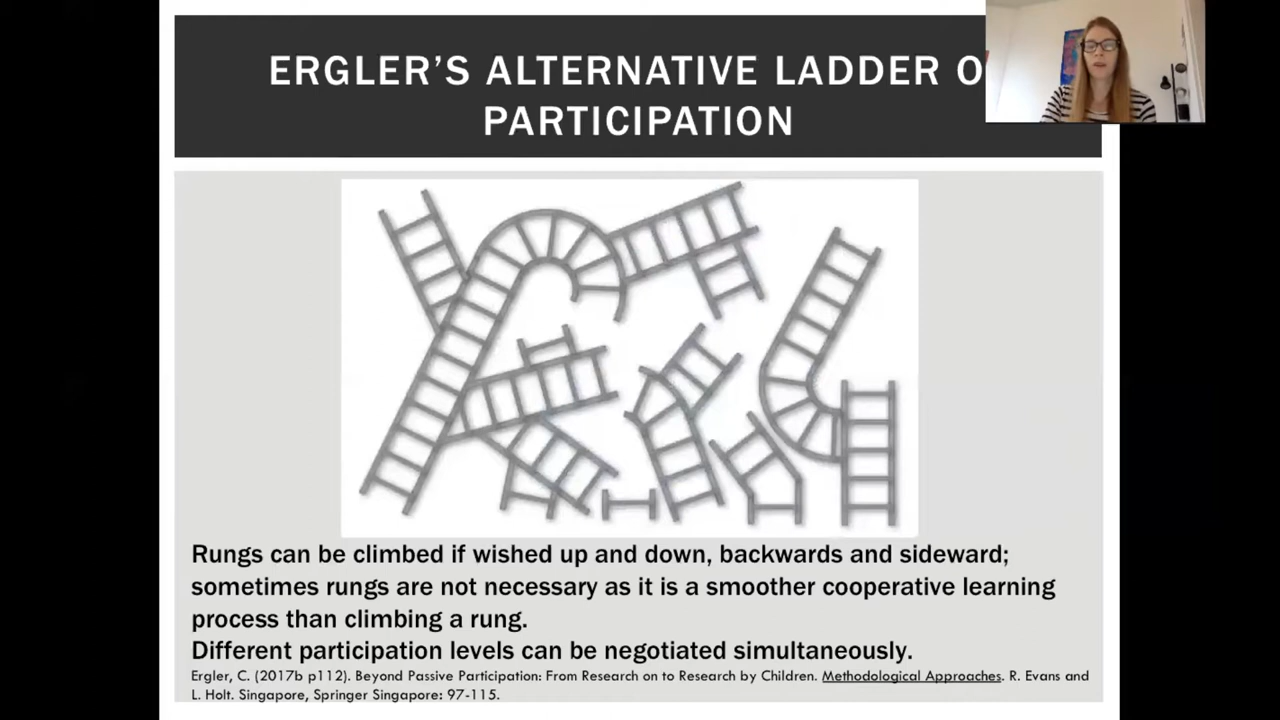 ERGLER'S ALTERNATIVE LADDER O
PARTICIPATION
Rungs can be climbed if wished up and down, backwards and sideward;
sometimes rungs are not necessary as it is a smoother cooperative learning
process than climbing a rung.
Different participation levels can be negotiated simultaneously.
Ergler, C. (2017b p112). Beyond Passive Participation: From Research on to Research by Children. Methodological Approaches. R. Evans and
L. Holt. Singapore, Springer Singapore: 97-115.